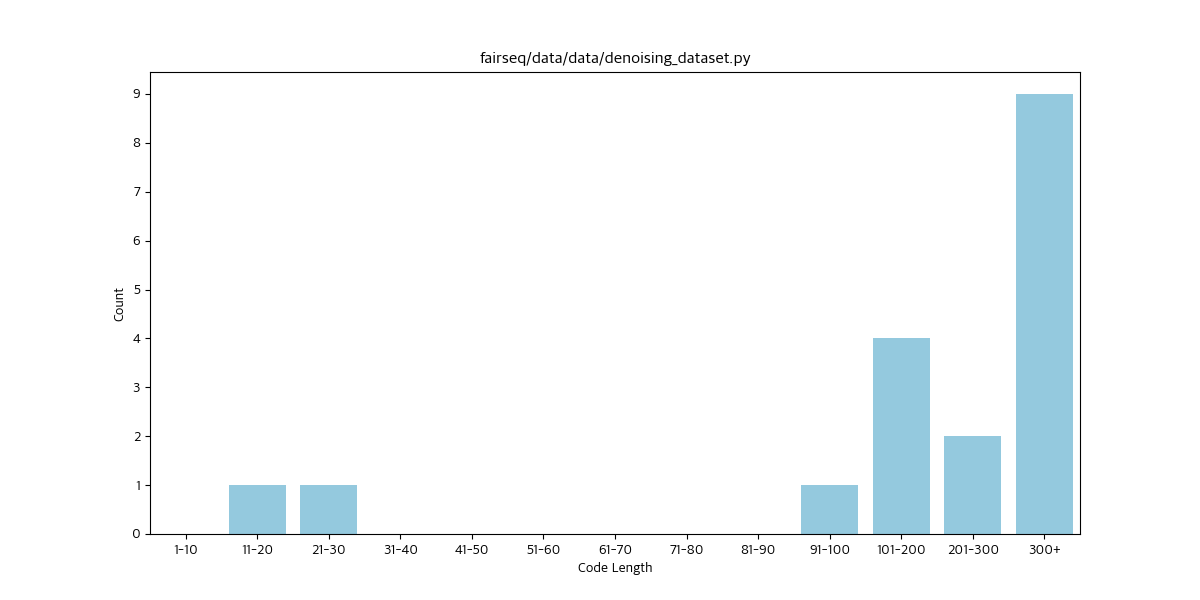 fairseq/data/data/denoising_dataset.py
9
8
7
6
5
4
3
2
1
0
Count
1-10 11-20 21-30 31-40 41-50 51-60 61-70 71-80 81-90 91-100 101-200 201-300 300+
Code Length